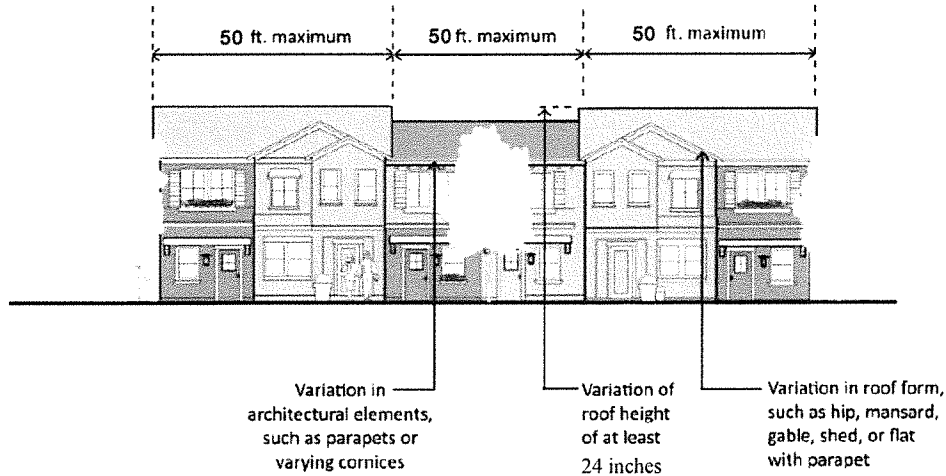 50 ft. maximum
50 ft. maximum
50 ft. maximum
Variation in
architectural elements,
such as parapets or
varying cornices
Variation of
roof height
of at least
24 inches
Variation in roof form,
such as hip, mansard,
gable, shed, or flat
with parapet